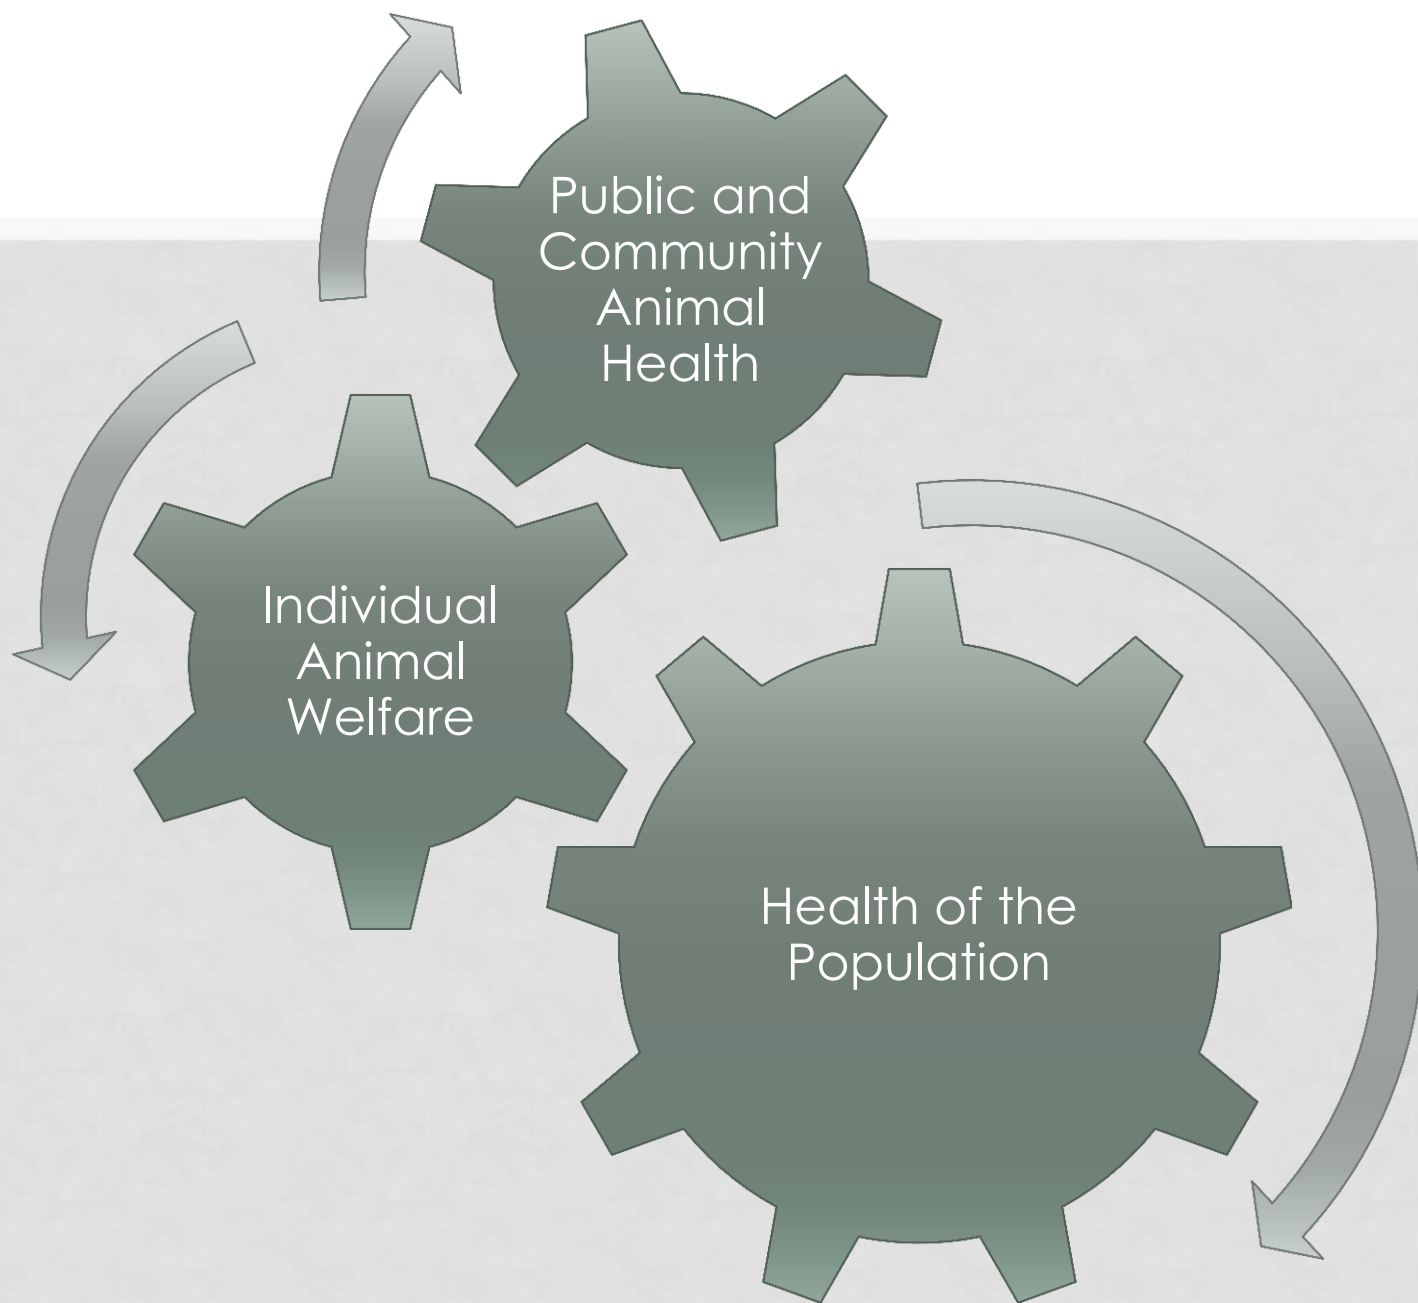 Public and
Community
Animal
Health
Individual
Animal
Welfare
Health of the
Population